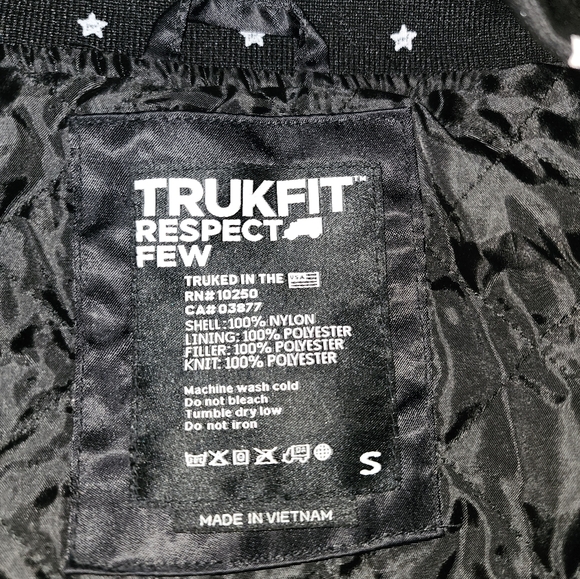 TRUKFIT™
RESPECT
FEW
TRUKED IN THE
RN# 10250
CA# 03877
SHELL: 100% NYLON
LINING: 100% POLYESTER
FILLER: 100% POLYESTER
KNIT: 100% POLYESTER
Machine wash cold
Do not bleach
Tumble dry low
Do not iron
S
MADE IN VIETNAM